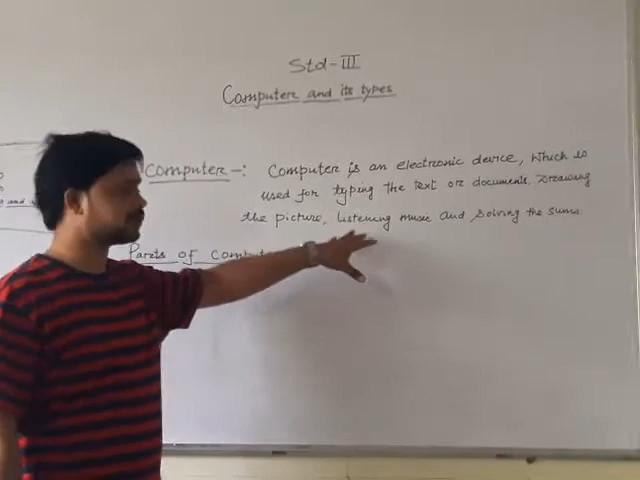 Std-III
Computer and its types
Computer -: Computer is an electronic device, which is
used for typing the text or documents, Drawing
the picture, listening music and solving the sums
Parts of